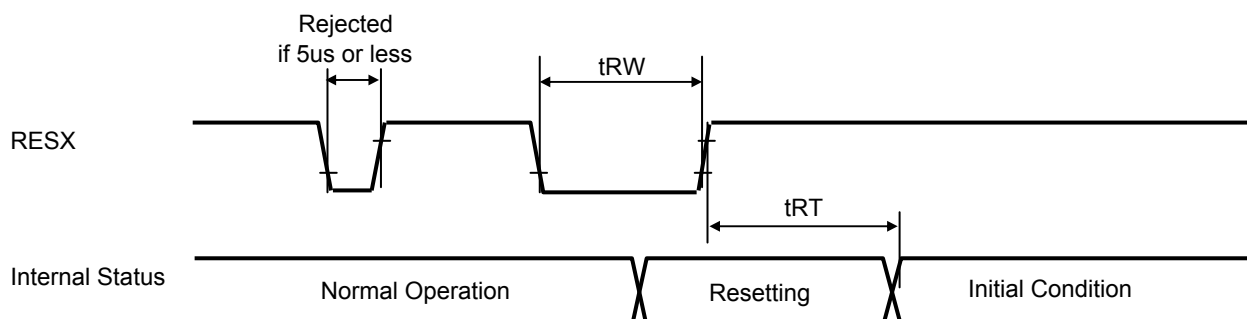 Rejected
if 5us or less
tRW
RESX
tRT
Internal Status
Normal Operation
Resetting
Initial Condition